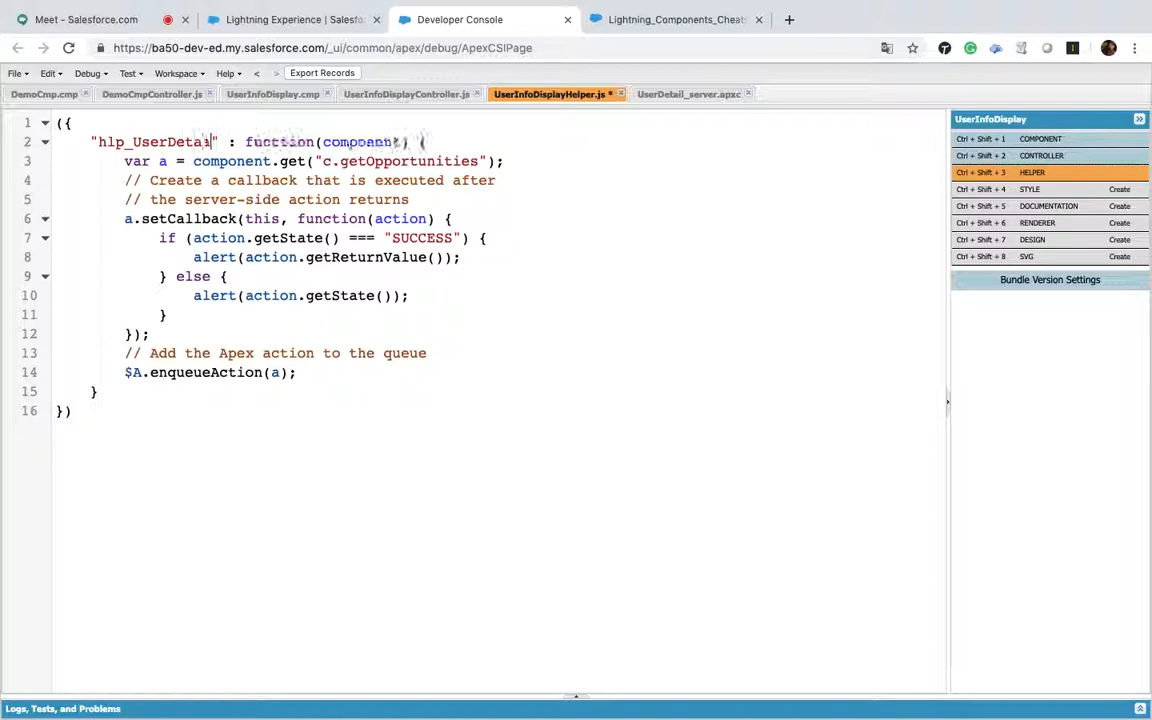 Meet - Salesforce.com
Lightning Experience | Salesfor
Developer Console
Lightning_Components_Cheats
https://ba50-dev-ed.my.salesforce.com/_ui/common/apex/debug/ApexCSIPage
File Edit Debug Test Workspace Help < > Export Records
DemoCmp.cmp DemoCmpController.js UserInfoDisplay.cmp UserInfoDisplayController.js UserInfoDisplayHelper.js * UserDetail_server.apxc
1 ({
2 "hlp_UserDetai" : function(component) {
3 var a = component.get("c.getOpportunities");
4 // Create a callback that is executed after
5 // the server-side action returns
6 a.setCallback(this, function(action) {
7 if (action.getState() === "SUCCESS") {
8 alert(action.getReturnValue());
9 } else {
10 alert(action.getState());
11 }
12 });
13 // Add the Apex action to the queue
14 $A.enqueueAction(a);
15 }
16 })
UserInfoDisplay
Ctrl + Shift + 1 COMPONENT
Ctrl + Shift + 2 CONTROLLER
Ctrl + Shift + 3 HELPER
Ctrl + Shift + 4 STYLE Create
Ctrl + Shift + 5 DOCUMENTATION Create
Ctrl + Shift + 6 RENDERER Create
Ctrl + Shift + 7 DESIGN Create
Ctrl + Shift + 8 SVG Create
Bundle Version Settings
Logs, Tests, and Problems